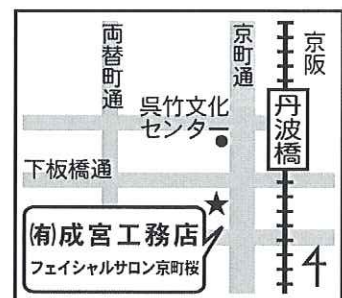 両替町通
京町通
京阪
丹波橋
呉竹文化
センター
下板橋通
★
(有)成宮工務店
フェイシャルサロン京町桜